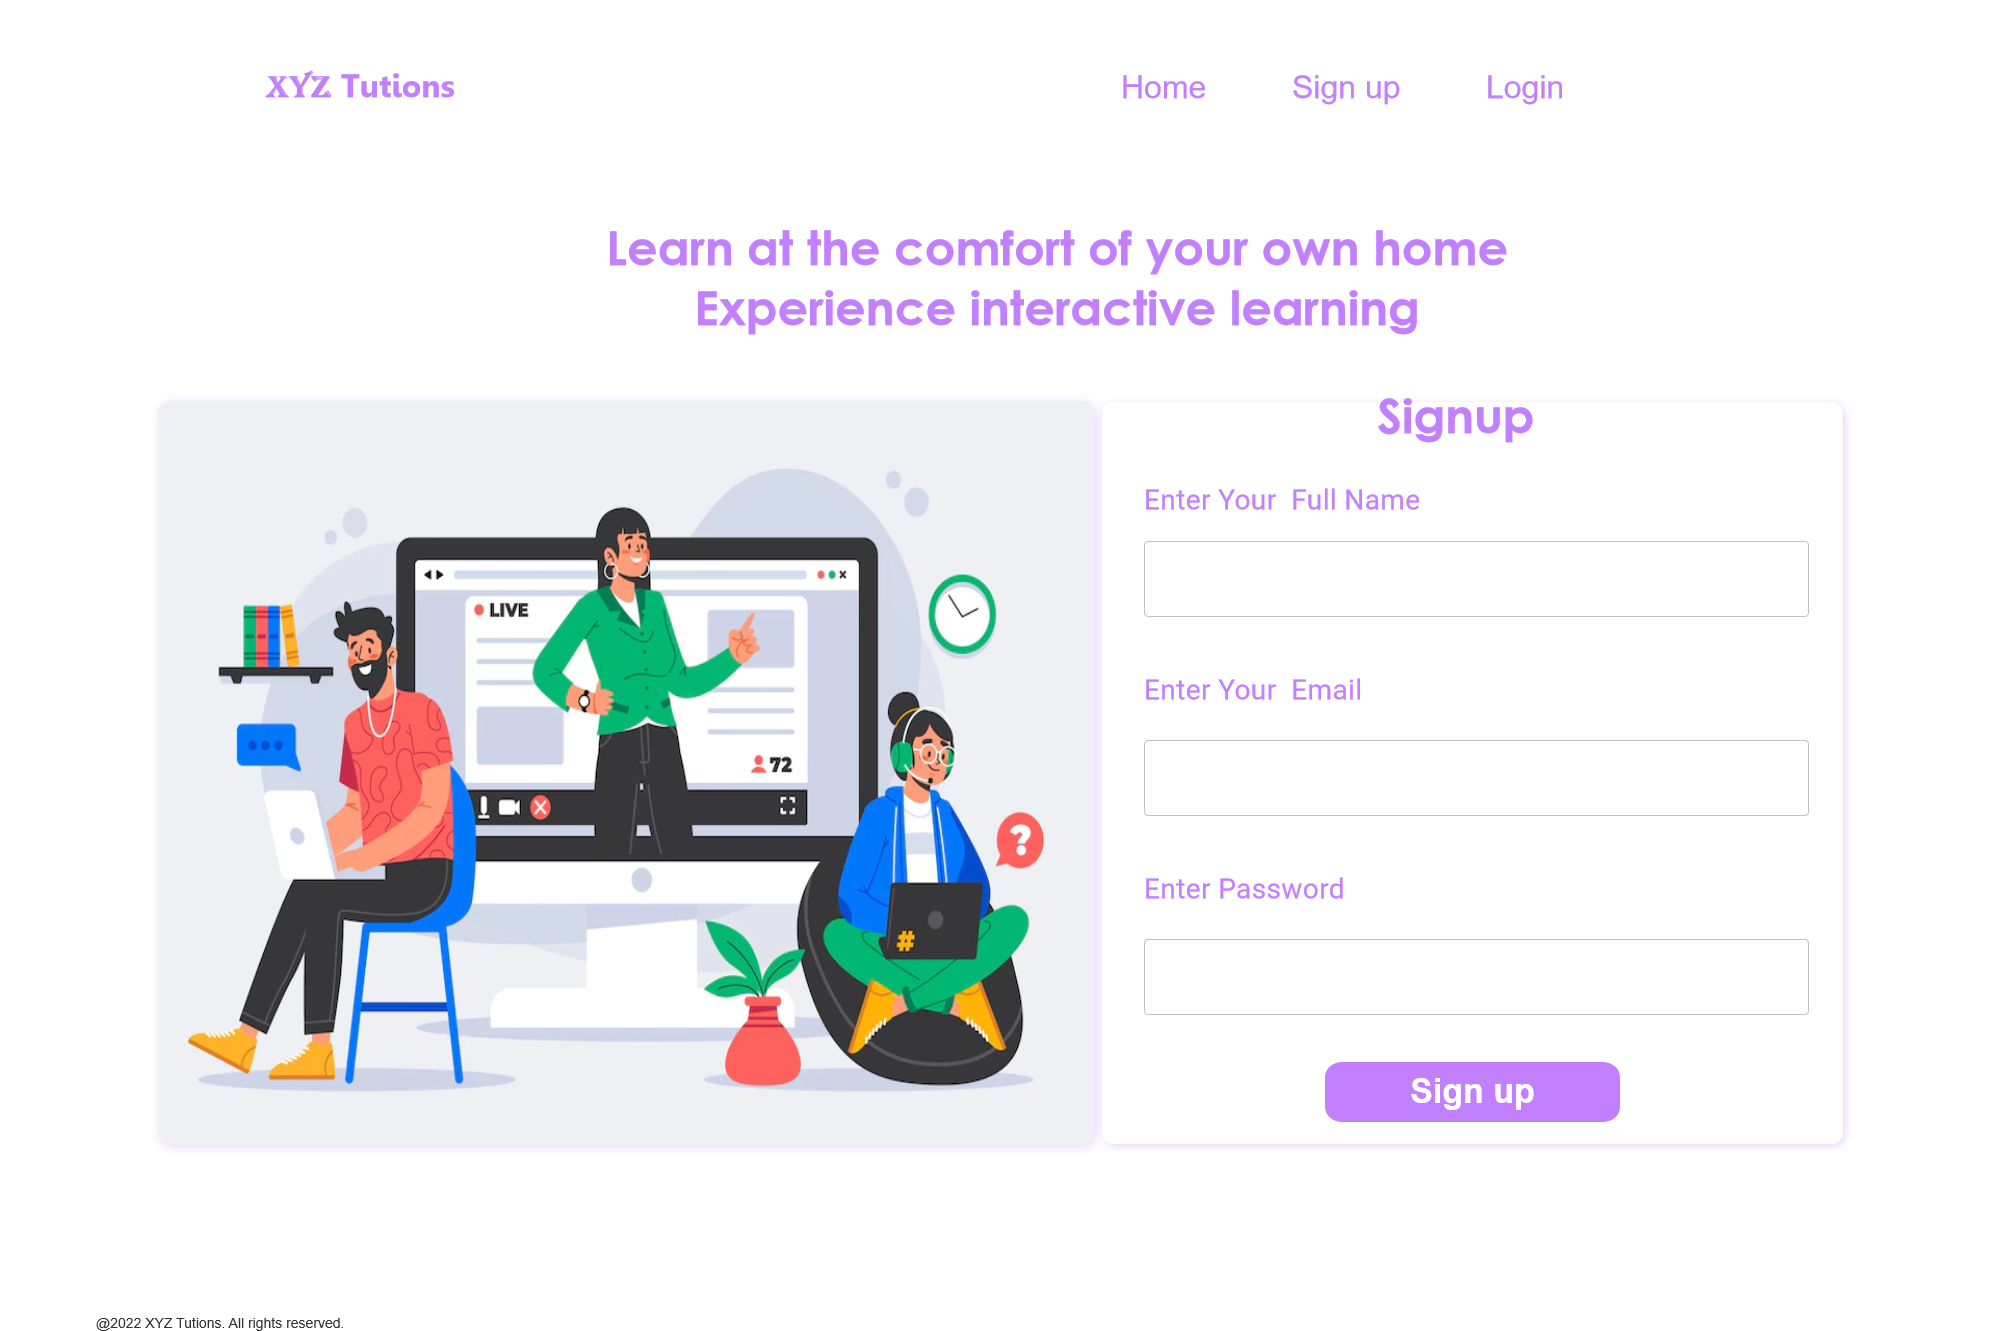 XYZ Tutions
Home Sign up Login
Learn at the comfort of your own home
Experience interactive learning
LIVE
72
#
?
Signup
Enter Your Full Name
Enter Your Email
Enter Password
Sign up
@2022 XYZ Tutions. All rights reserved.